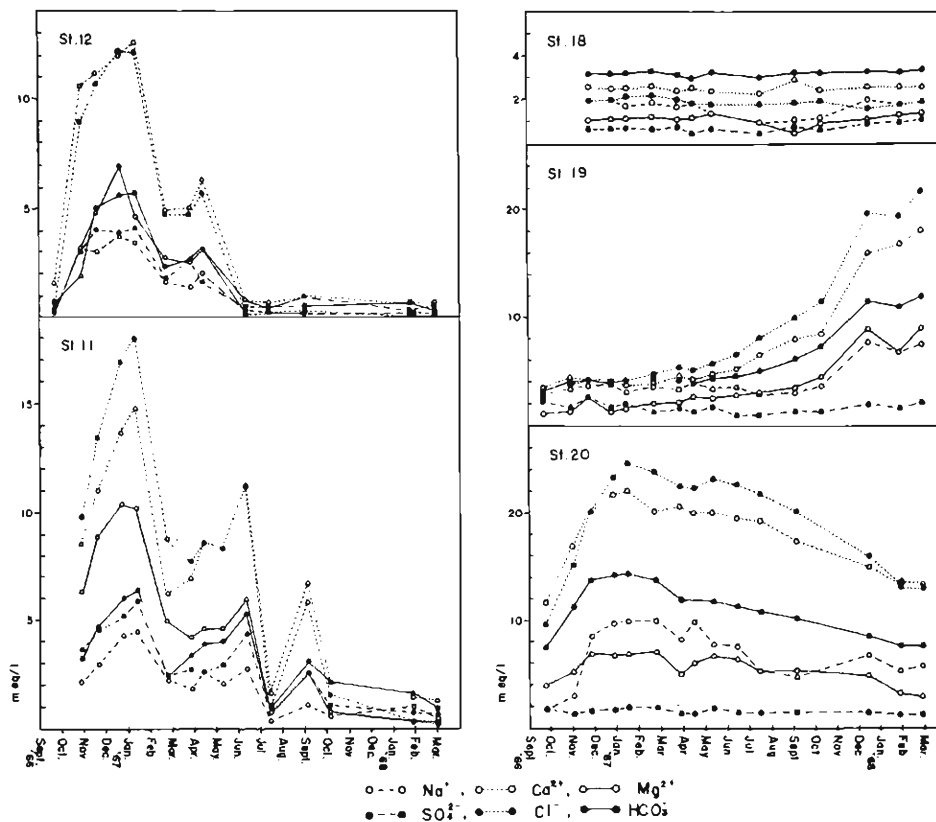 St.12
10
5
St.11
15
10
5
meq/l
Sept. '66
Oct.
Nov
Dec. '67
Jan.
Feb
Mar.
Apr.
May.
Jun.
Jul.
Aug.
Sept.
Oct
Nov
Dec.
Jan. '68
Feb.
Mar.
St.18
4
2
St.19
20
10
St.20
20
10
meq/l
Sept. '66
Oct.
Nov.
Dec. '67
Jan.
Feb.
Mar.
Apr.
May.
Jun.
Jul.
Aug.
Sept
Oct
Nov.
Dec '68
Jan.
Feb
Mar.
Na⁺, Ca²⁺, Mg²⁺
SO₄²⁻, Cl⁻, HCO₃⁻